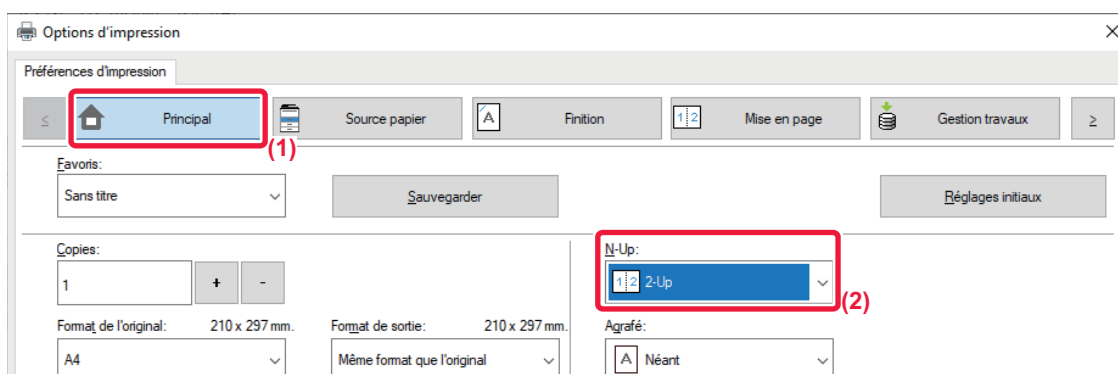 Options d'impression
Préférences d'impression
< Principal Source papier Finition Mise en page Gestion travaux >
(1)
Favoris:
Sans titre Sauvegarder Réglages initiaux
Copies: N-Up:
1 + - 1 2 2-Up
(2)
Format de l'original: 210 x 297 mm. Format de sortie: 210 x 297 mm. Agrafé:
A4 Même format que l'original A Néant